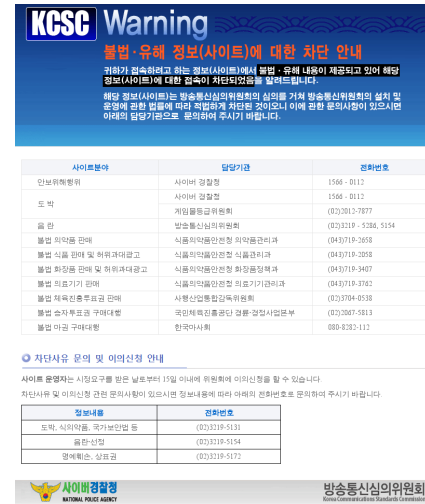 KCSC Warning
불법·유해 정보(사이트)에 대한 차단 안내
귀하가 접속하려고 하는 정보(사이트)에서 불법·유해 내용이 제공되고 있어 해당
정보(사이트)에 대한 접속이 차단되었음을 알려드립니다.
해당 정보(사이트)는 방송통신심의위원회의 심의를 거쳐 방송통신위원회의 설치 및
운영에 관한 법률에 따라 적법하게 차단된 것이오니 이에 관한 문의사항이 있으시면
아래의 담당기관으로 문의하여 주시기 바랍니다.
사이트분야 담당기관 전화번호
안보위해행위 사이버 경찰청 1566 - 0112
도 박 사이버 경찰청 1566 - 0112
게임물등급위원회 (02)2012-7877
음 란 방송통신심의위원회 (02)3219 - 5286, 5154
불법 의약품 판매 식품의약품안전청 의약품관리과 (043)719-2658
불법 식품 판매 및 허위과대광고 식품의약품안전청 식품관리과 (043)719-2058
불법 화장품 판매 및 허위과대광고 식품의약품안전청 화장품정책과 (043)719-3407
불법 의료기기 판매 식품의약품안전청 의료기기관리과 (043)719-3762
불법 체육진흥투표권 판매 사행산업통합감독위원회 (02)3704-0538
불법 승자투표권 구매대행 국민체육진흥공단 경륜·경정사업본부 (02)2067-5813
불법 마권 구매대행 한국마사회 080-8282-112
차단사유 문의 및 이의신청 안내
사이트 운영자는 시정요구를 받은 날로부터 15일 이내에 위원회에 이의신청을 할 수 있습니다.
차단사유 및 이의신청 관련 문의사항이 있으시면 정보내용에 따라 아래의 전화번호로 문의하여 주시기 바랍니다.
정보내용 전화번호
도박, 식의약품, 국가보안법 등 (02)3219-5131
음란·선정 (02)3219-5154
명예훼손, 상표권 (02)3219-5172
사이버경찰청
NATIONAL POLICE AGENCY
방송통신심의위원회
Korea Communications Standards Commission